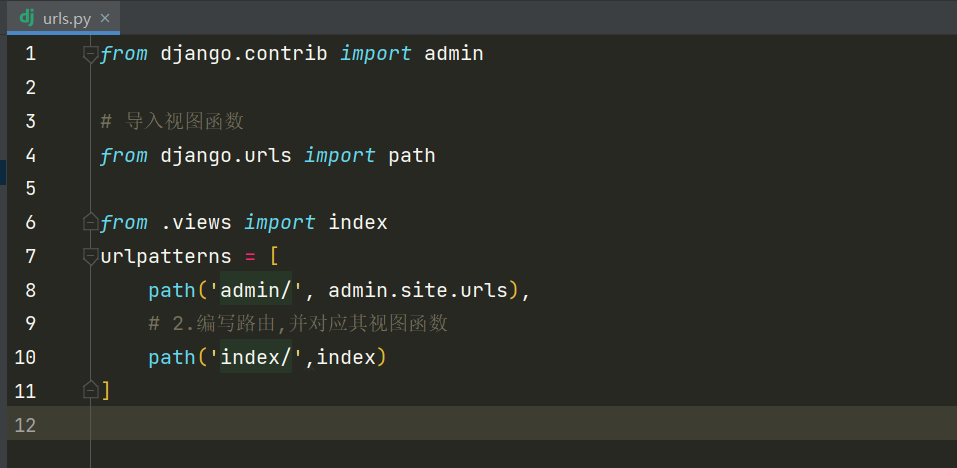 dj urls.py ×
1 from django.contrib import admin
2
3 # 导入视图函数
4 from django.urls import path
5
6 from .views import index
7 urlpatterns = [
8     path('admin/', admin.site.urls),
9     # 2.编写路由,并对应其视图函数
10     path('index/',index)
11 ]
12